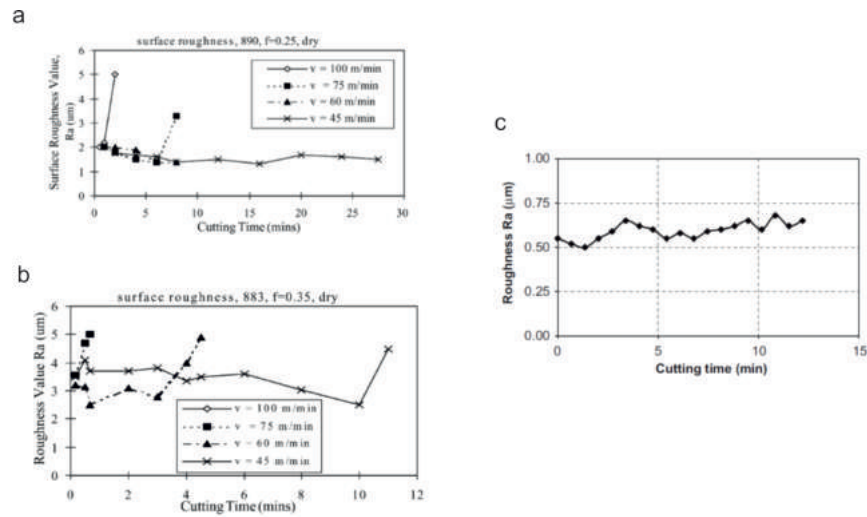 a
surface roughness, 890, f=0.25, dry
Surface Roughness Value,
Ra (um)
6
5
4
3
2
1
0
v = 100 m/min
v = 75 m/min
v = 60 m/min
v = 45 m/min
0 5 10 15 20 25 30
Cutting Time (mins)
b
surface roughness, 883, f=0.35, dry
Roughness Value Ra (um)
6
5
4
3
2
1
0
v = 100 m/min
v = 75 m/min
v = 60 m/min
v = 45 m/min
0 2 4 6 8 10 12
Cutting Time (mins)
c
Roughness Ra (μm)
1.00
0.75
0.50
0.25
0.00
0 5 10 15
Cutting time (min)